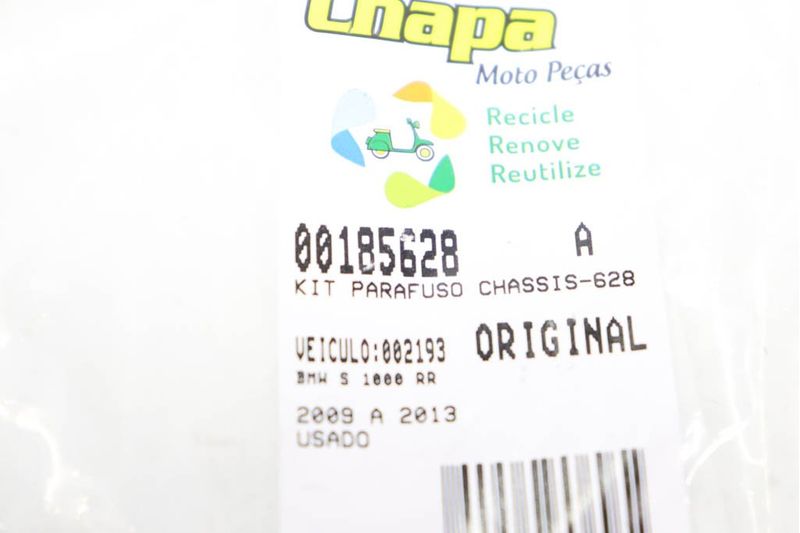 Chapa
Moto Peças
Recicle
Renove
Reutilize
00185628 A
KIT PARAFUSO CHASSIS-628
VEICULO:002193 ORIGINAL
BMW S 1000 RR
2009 A 2013
USADO